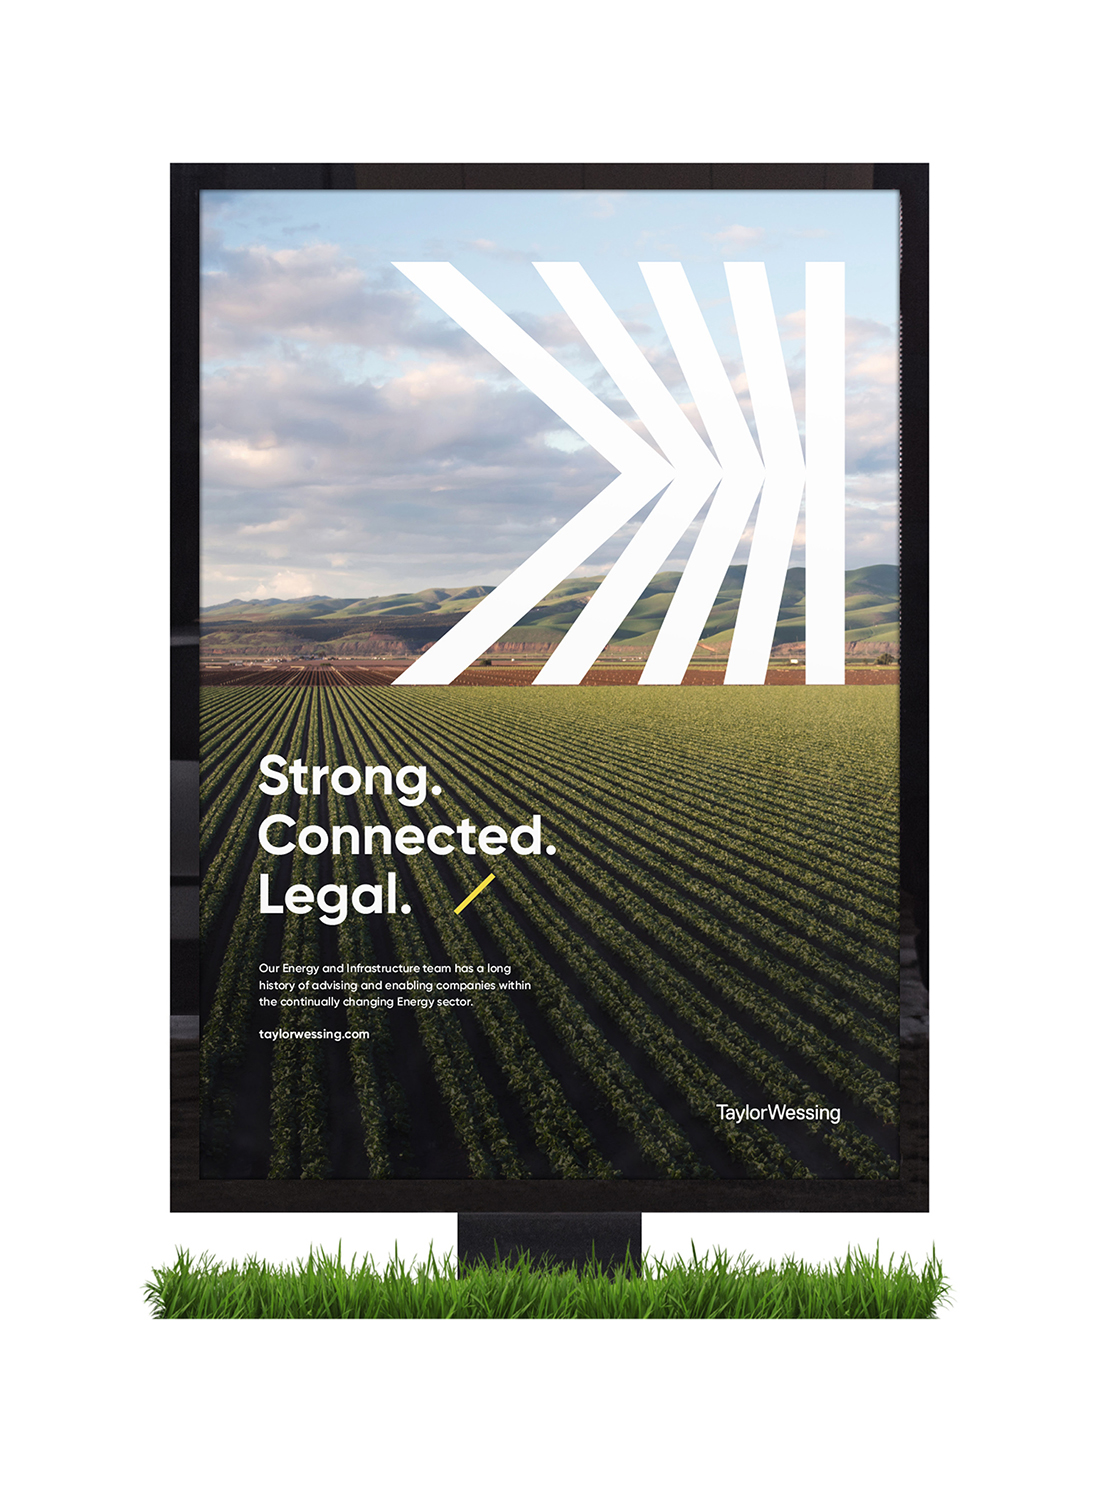 Strong.
Connected.
Legal.
Our Energy and Infrastructure team has a long
history of advising and enabling companies within
the continually changing Energy sector.
taylorwessing.com
TaylorWessing